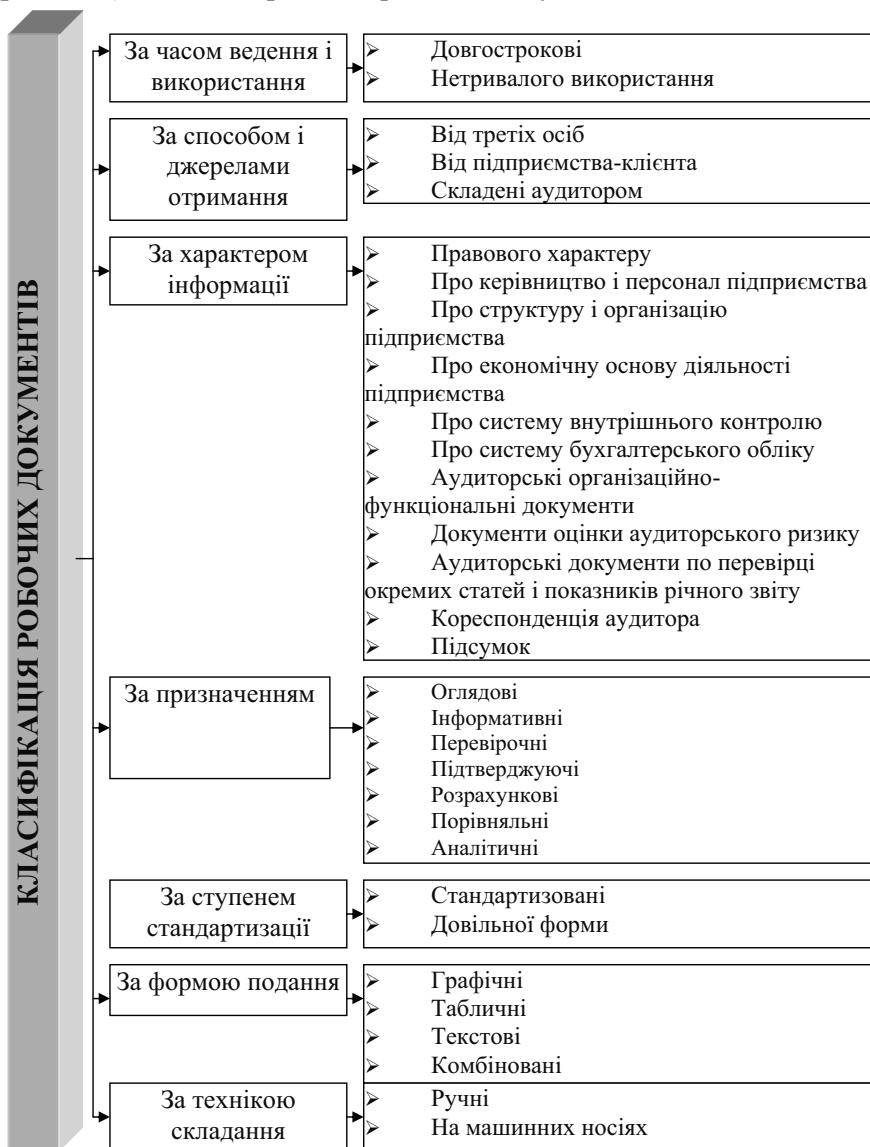 КЛАСИФІКАЦІЯ РОБОЧИХ ДОКУМЕНТІВ
За часом ведення і
використання
➢ Довгострокові
➢ Нетривалого використання
За способом і
джерелами
отримання
➢ Від третіх осіб
➢ Від підприємства-клієнта
➢ Складені аудитором
За характером
інформації
➢ Правового характеру
➢ Про керівництво і персонал підприємства
➢ Про структуру і організацію
підприємства
➢ Про економічну основу діяльності
підприємства
➢ Про систему внутрішнього контролю
➢ Про систему бухгалтерського обліку
➢ Аудиторські організаційно-
функціональні документи
➢ Документи оцінки аудиторського ризику
➢ Аудиторські документи по перевірці
окремих статей і показників річного звіту
➢ Кореспонденція аудитора
➢ Підсумок
За призначенням
➢ Оглядові
➢ Інформативні
➢ Перевірочні
➢ Підтверджуючі
➢ Розрахункові
➢ Порівняльні
➢ Аналітичні
За ступенем
стандартизації
➢ Стандартизовані
➢ Довільної форми
За формою подання
➢ Графічні
➢ Табличні
➢ Текстові
➢ Комбіновані
За технікою
складання
➢ Ручні
➢ На машинних носіях